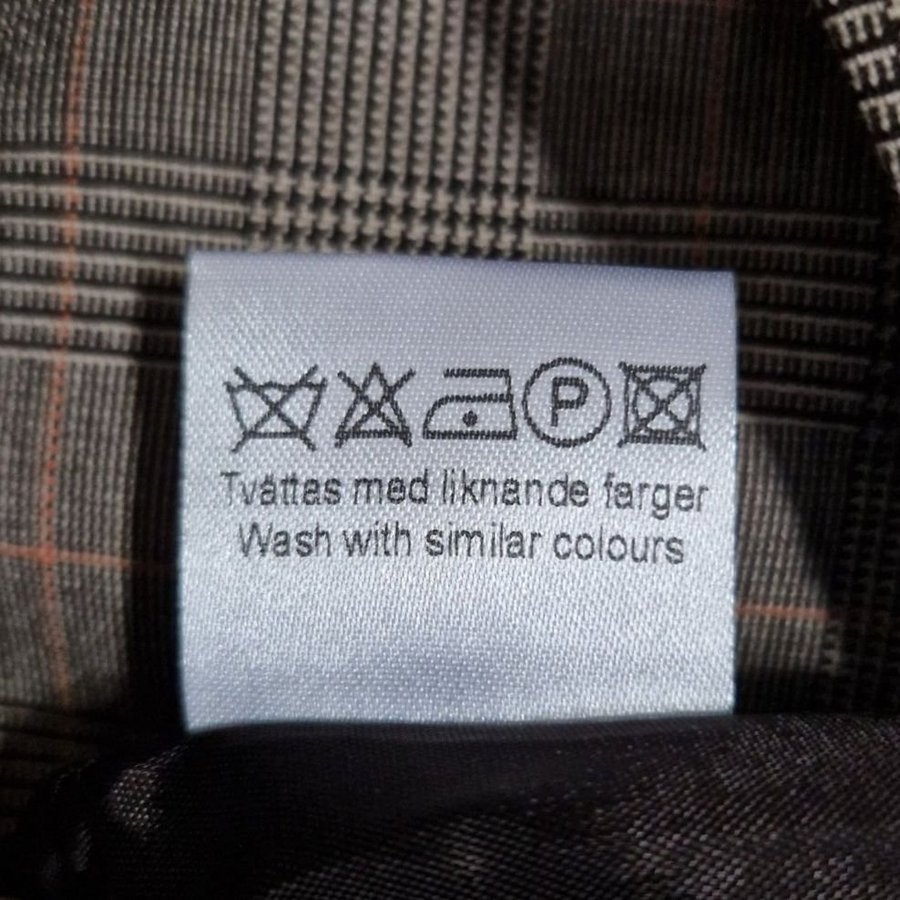 P
Tvättas med liknande färger
Wash with similar colours